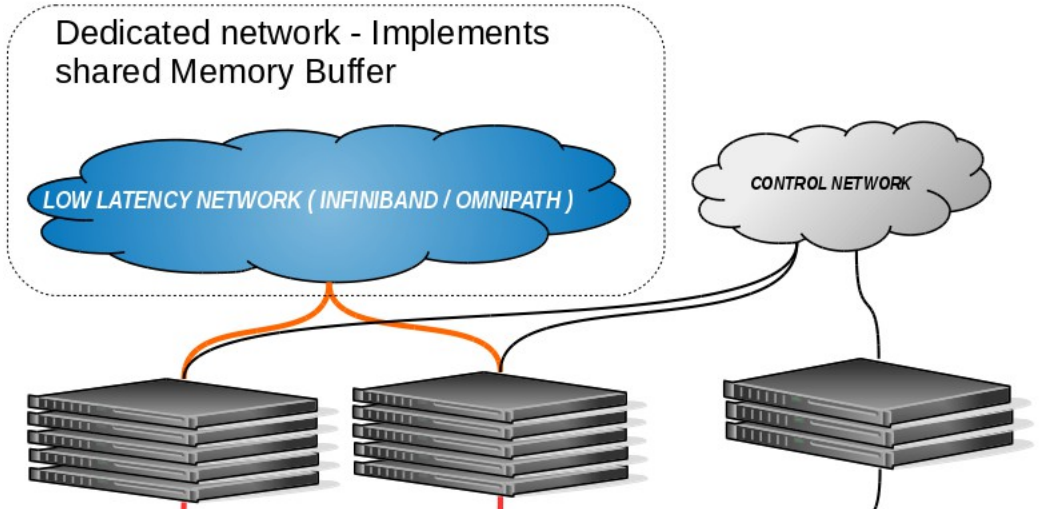 Dedicated network - Implements
shared Memory Buffer
LOW LATENCY NETWORK ( INFINIBAND / OMNIPATH )
CONTROL NETWORK